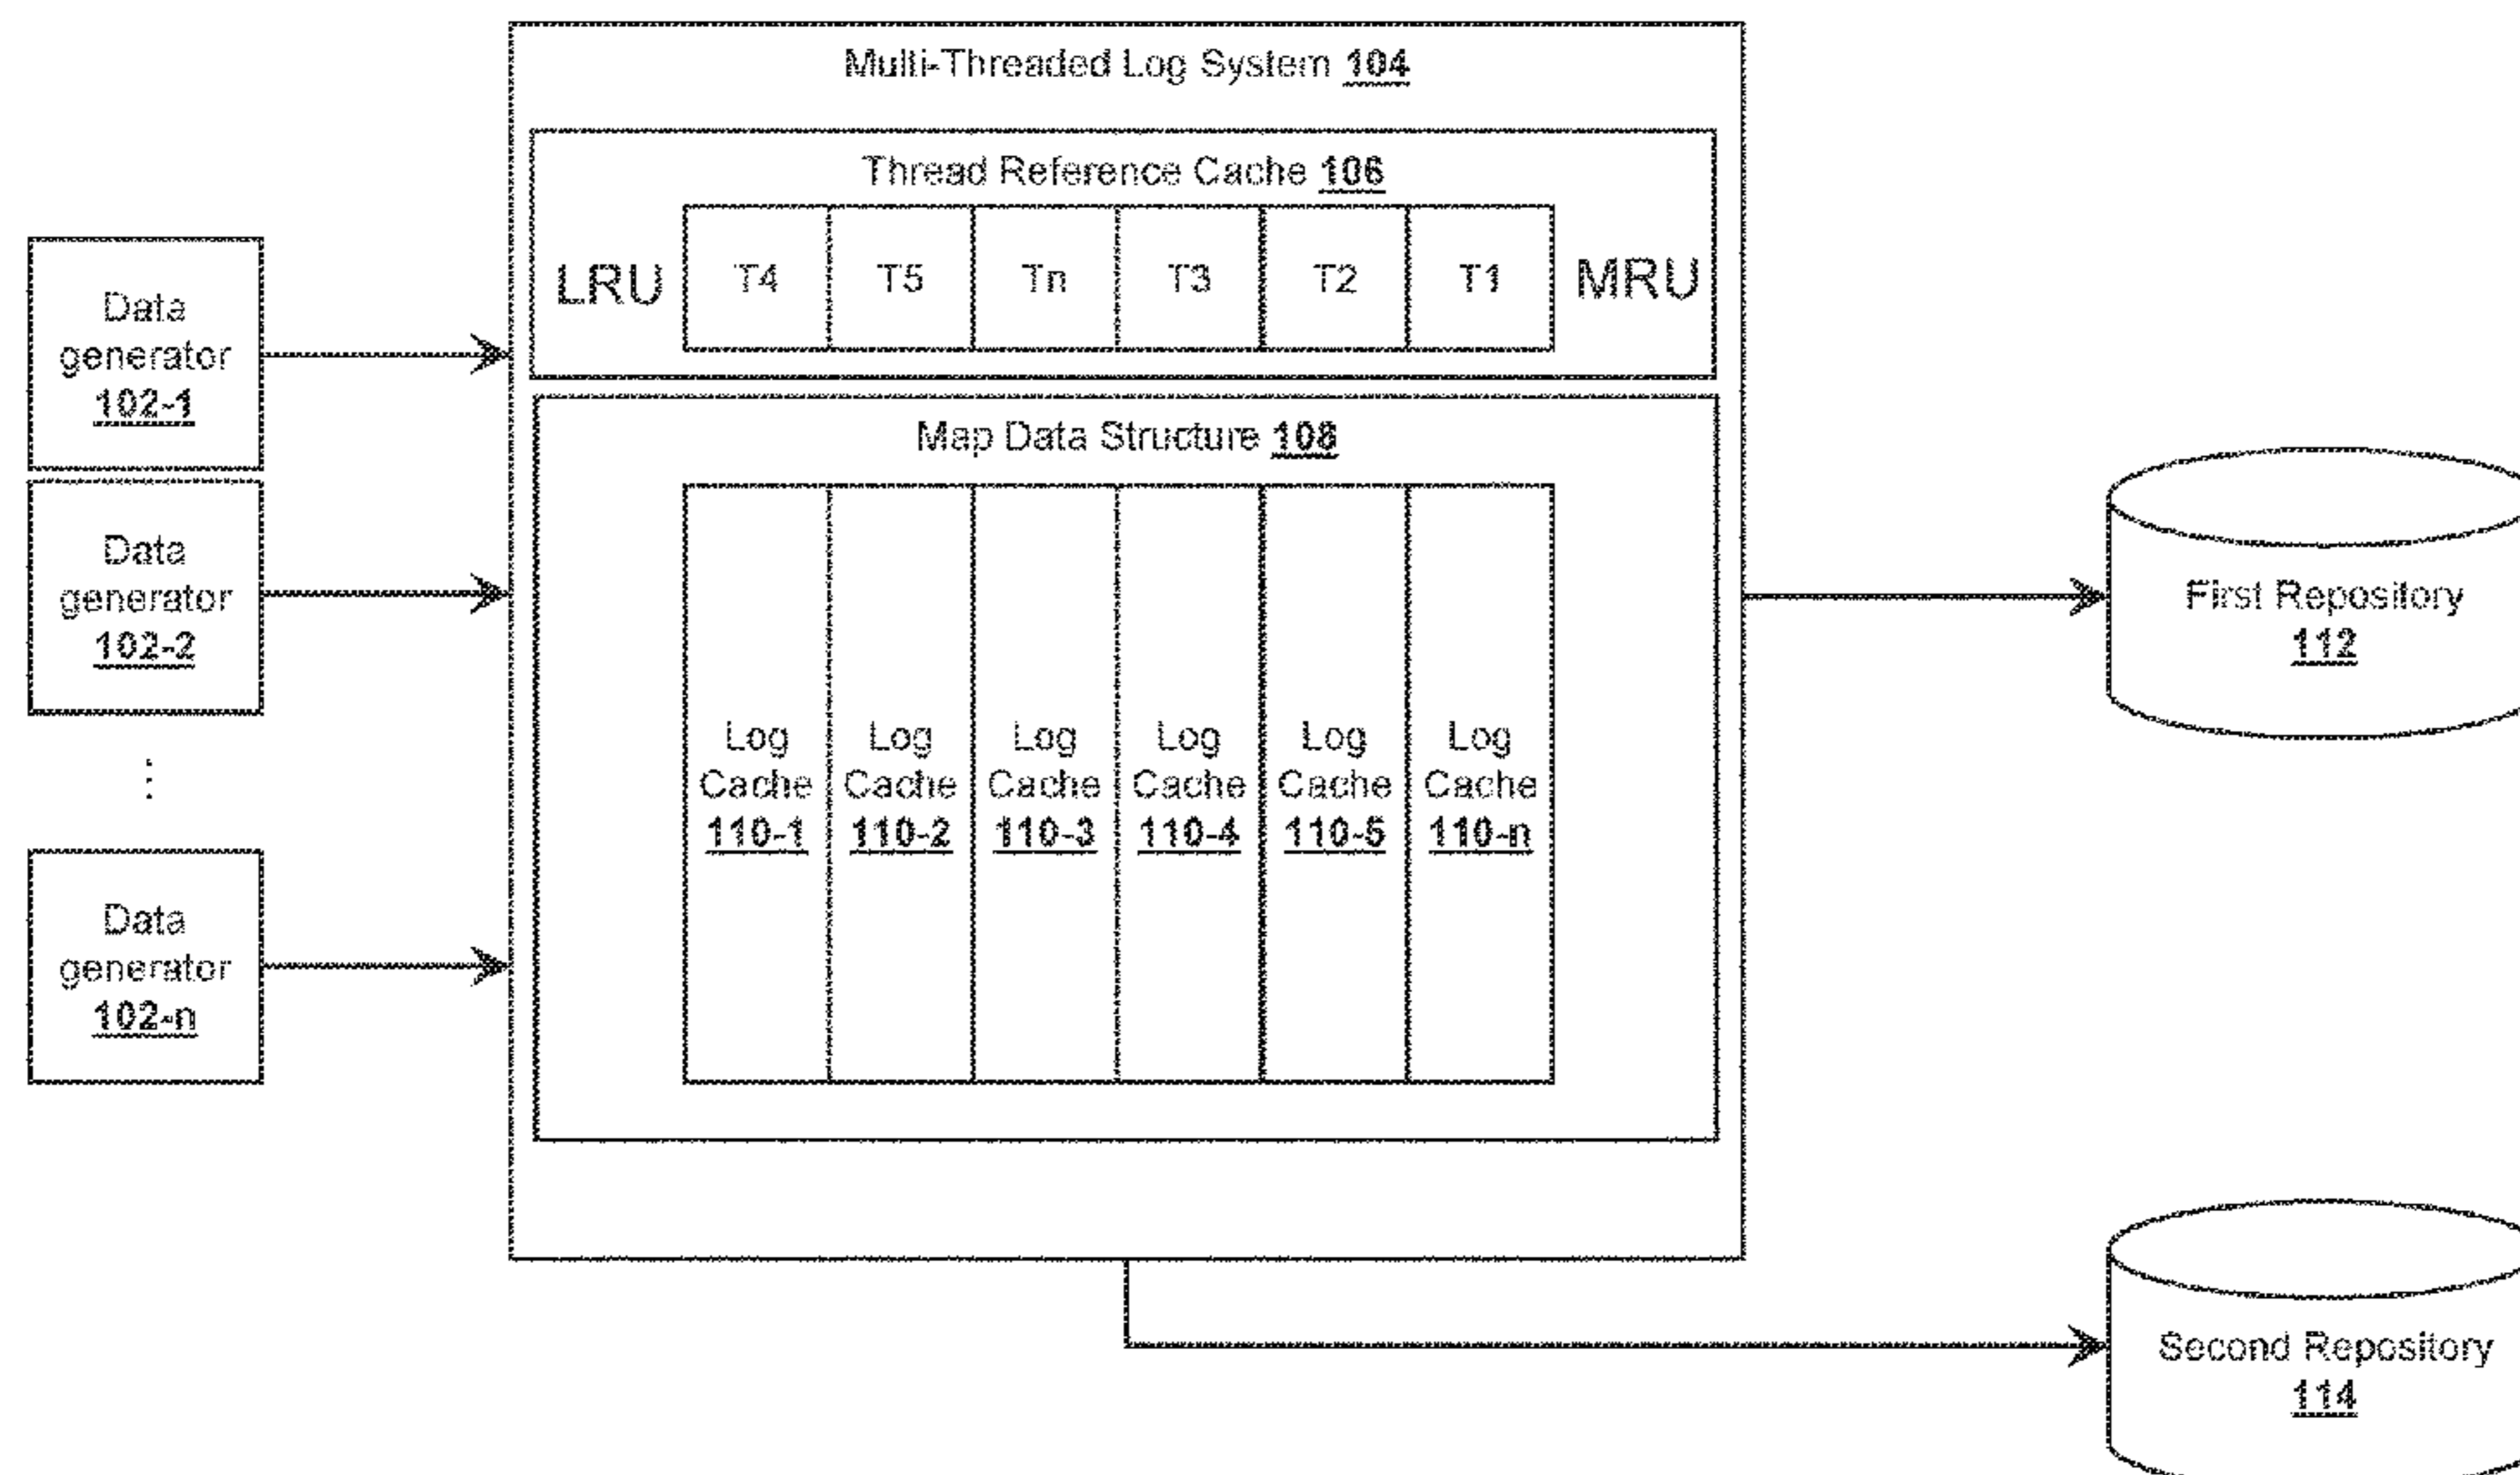 Multi-Threaded Log System 104
Thread Reference Cache 106
LRU T4 T5 Tn T3 T2 T1 MRU
Data
generator
102-1
Map Data Structure 108
Data
generator
102-2
⋮
Data
generator
102-n
Log
Cache
110-1
Log
Cache
110-2
Log
Cache
110-3
Log
Cache
110-4
Log
Cache
110-5
Log
Cache
110-n
First Repository
112
Second Repository
114